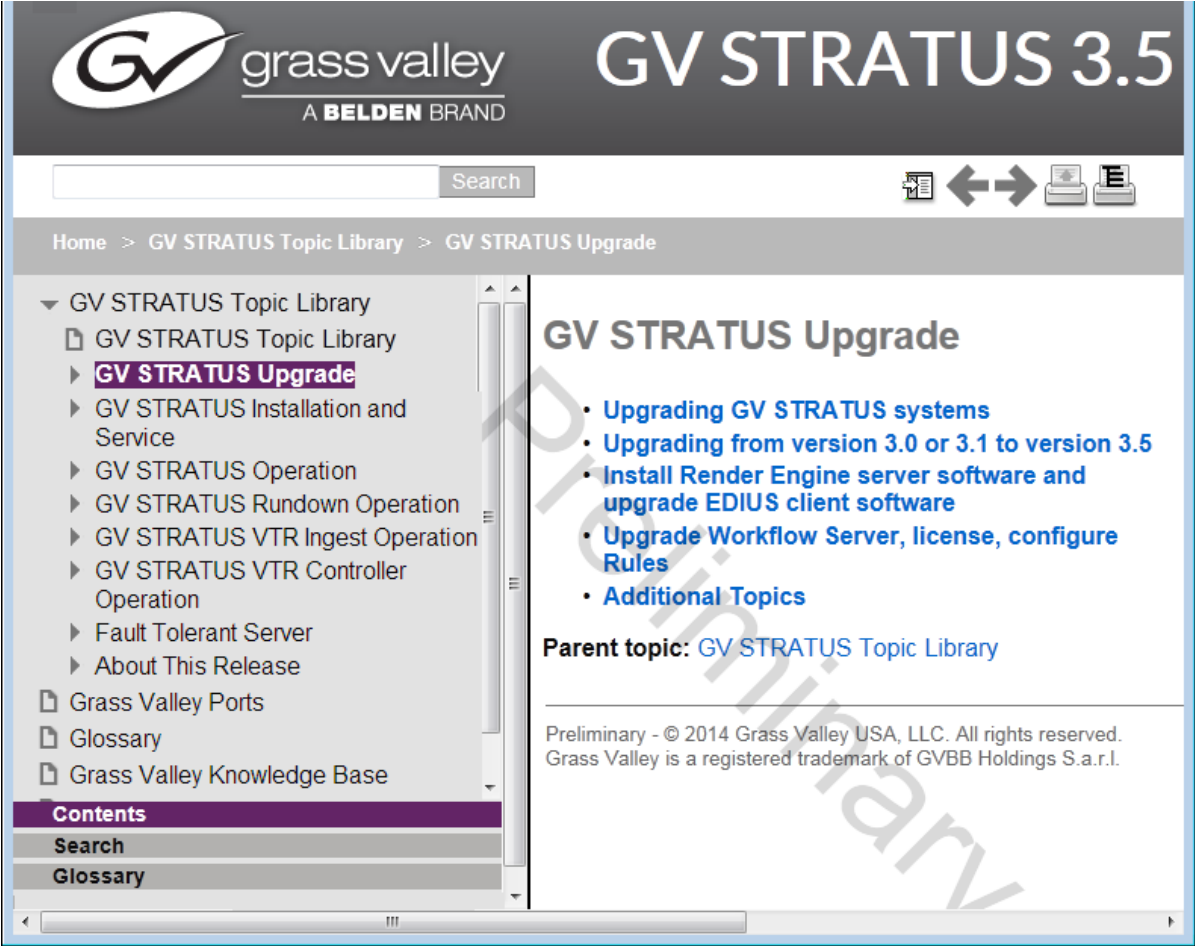 GV grass valley
A BELDEN BRAND
GV STRATUS 3.5
Search
Home > GV STRATUS Topic Library > GV STRATUS Upgrade
GV STRATUS Topic Library
GV STRATUS Topic Library
GV STRATUS Upgrade
GV STRATUS Installation and
Service
GV STRATUS Operation
GV STRATUS Rundown Operation
GV STRATUS VTR Ingest Operation
GV STRATUS VTR Controller
Operation
Fault Tolerant Server
About This Release
Grass Valley Ports
Glossary
Grass Valley Knowledge Base
Contents
Search
Glossary
GV STRATUS Upgrade
• Upgrading GV STRATUS systems
• Upgrading from version 3.0 or 3.1 to version 3.5
• Install Render Engine server software and
upgrade EDIUS client software
• Upgrade Workflow Server, license, configure
Rules
• Additional Topics
Parent topic: GV STRATUS Topic Library
Preliminary - © 2014 Grass Valley USA, LLC. All rights reserved.
Grass Valley is a registered trademark of GVBB Holdings S.a.r.l.
Preliminary